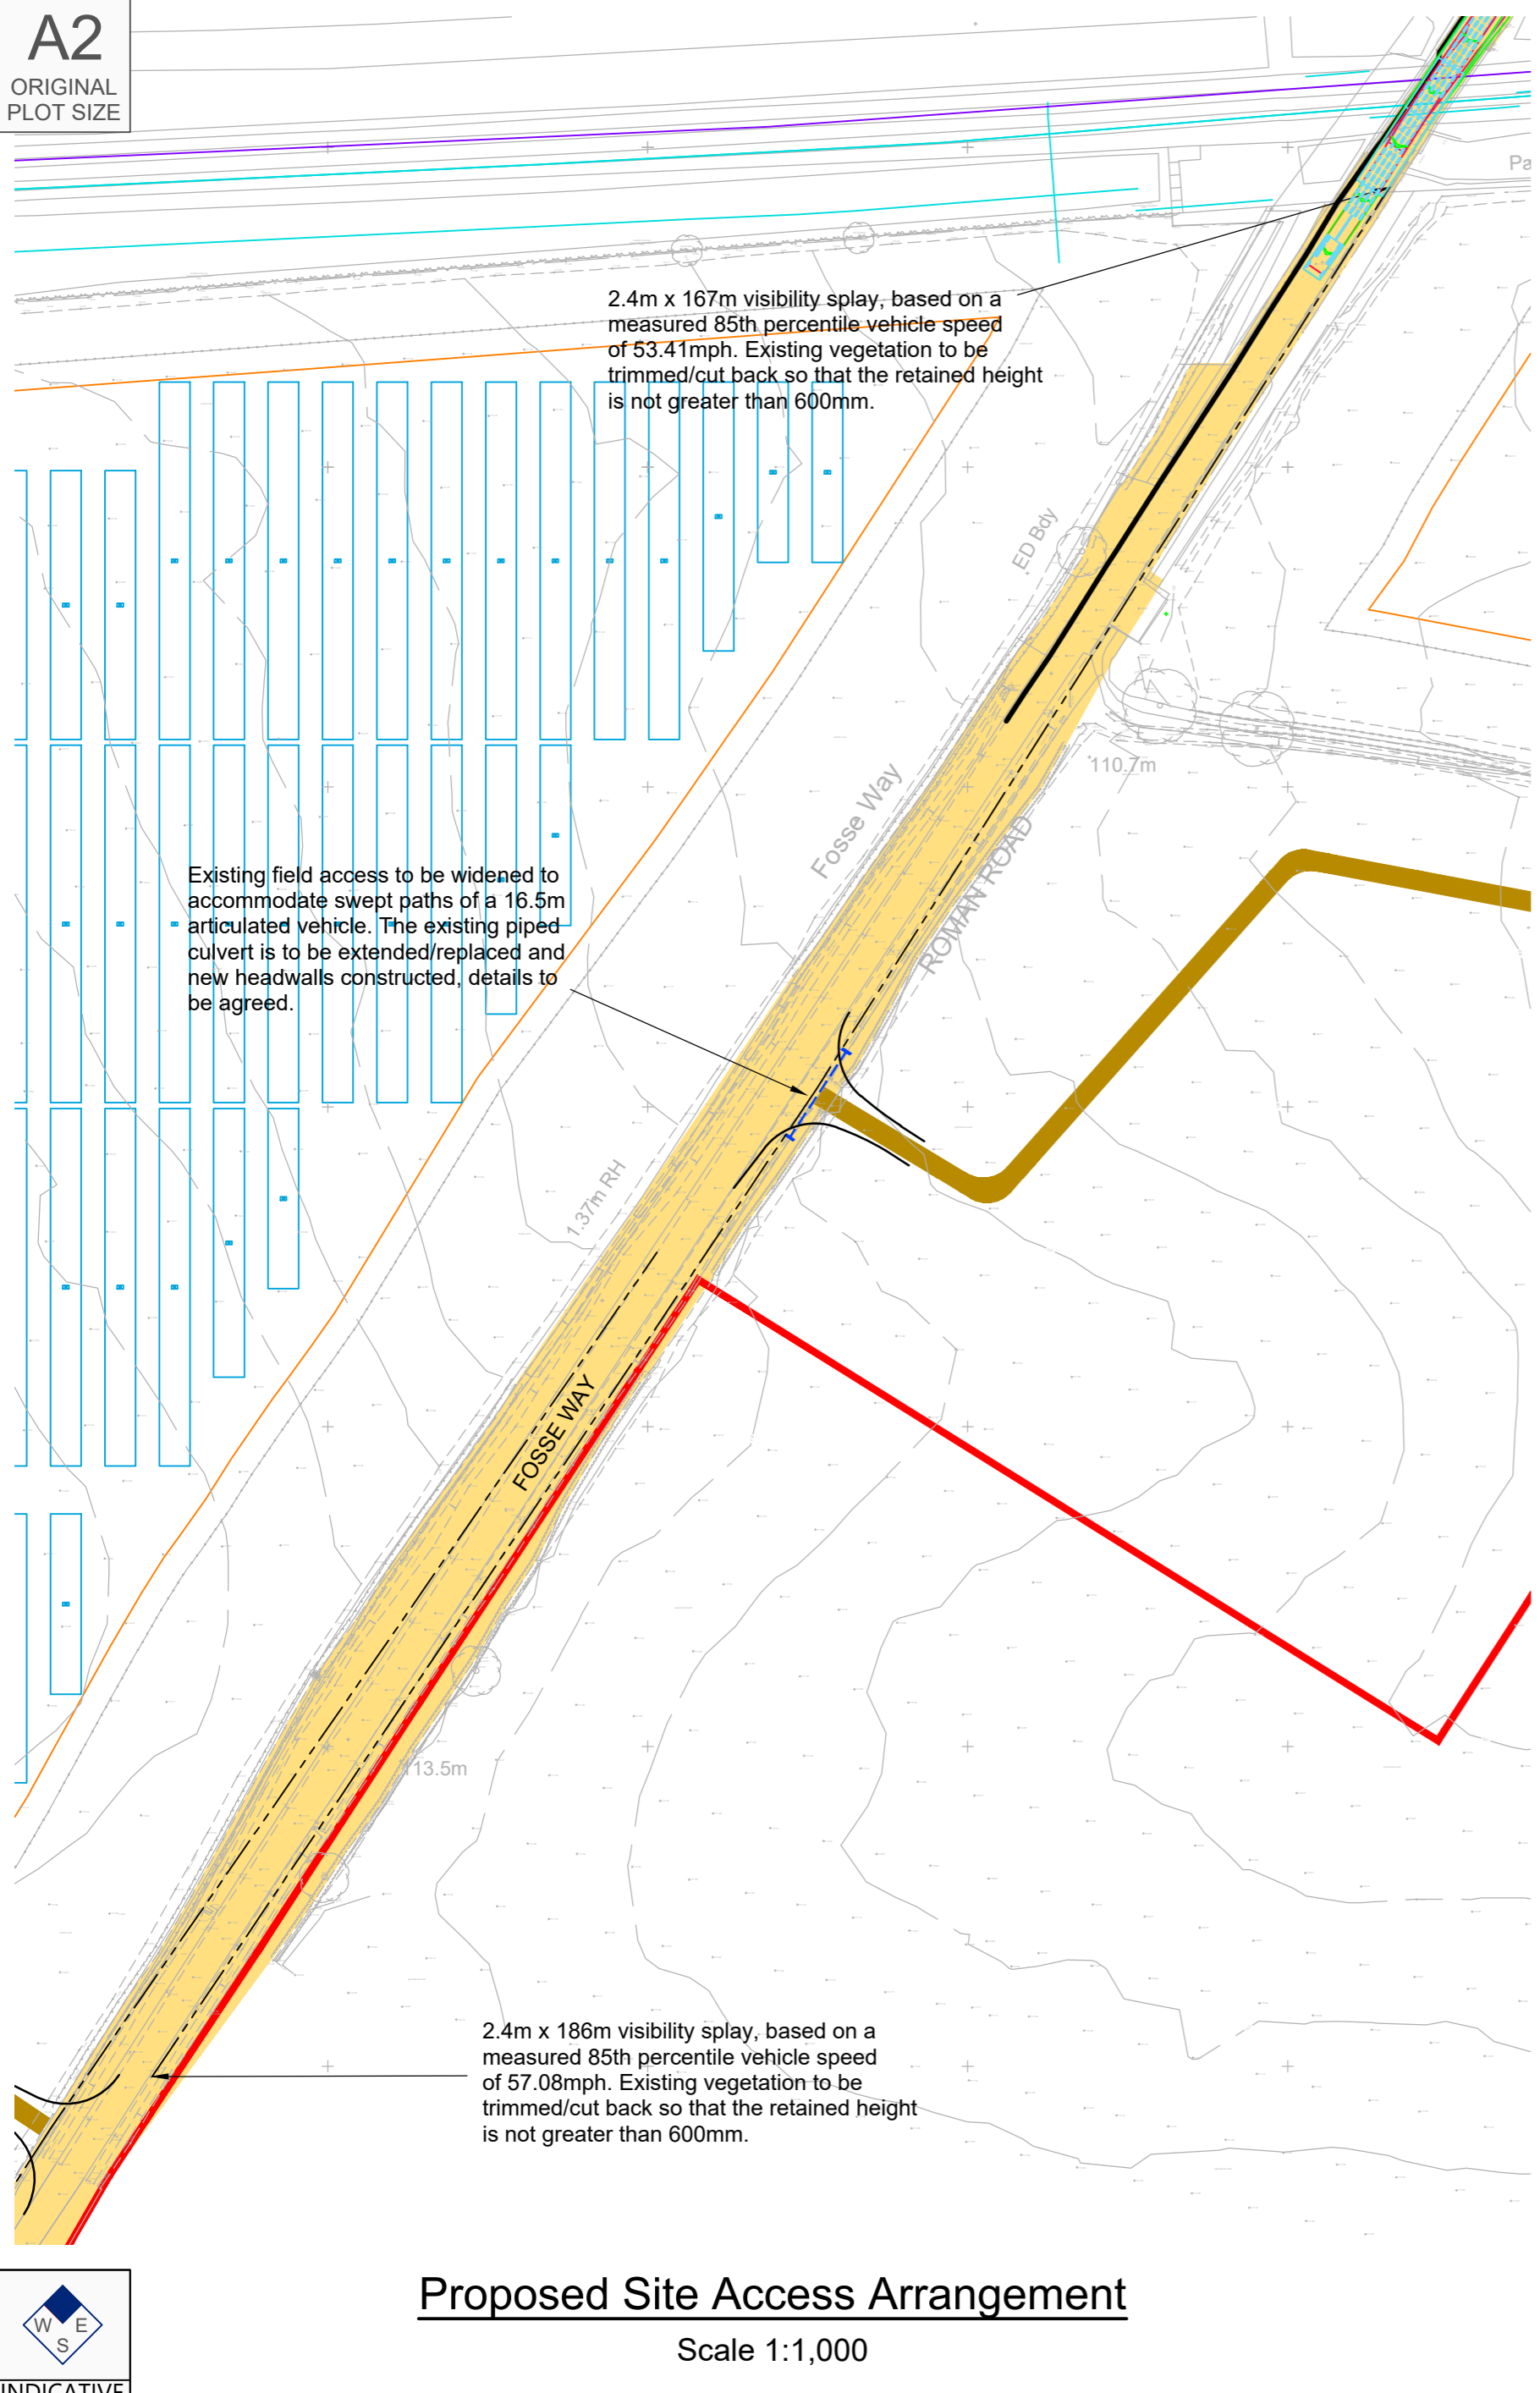 A2
ORIGINAL
PLOT SIZE
Pa
2.4m x 167m visibility splay, based on a
measured 85th percentile vehicle speed
of 53.41mph. Existing vegetation to be
trimmed/cut back so that the retained height
is not greater than 600mm.
ED Bdy
110.7m
Fosse Way
ROMAN ROAD
Existing field access to be widened to
accommodate swept paths of a 16.5m
articulated vehicle. The existing piped
culvert is to be extended/replaced and
new headwalls constructed, details to
be agreed.
1.37m RH
FOSSE WAY
113.5m
2.4m x 186m visibility splay, based on a
measured 85th percentile vehicle speed
of 57.08mph. Existing vegetation to be
trimmed/cut back so that the retained height
is not greater than 600mm.
Proposed Site Access Arrangement
Scale 1:1,000
W E
S
INDICATIVE